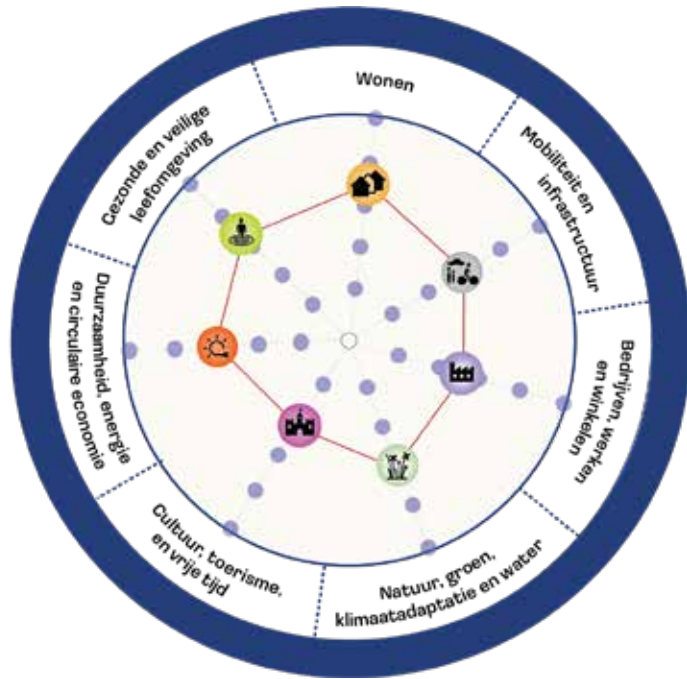 Wonen
Mobiliteit en
infrastructuur
Bedrijven, werken
en winkelen
Natuur, groen,
klimaatadaptatie en water
Cultuur, toerisme,
en vrije tijd
Duurzaamheid, energie
en circulaire economie
Gezonde en veilige
leefomgeving